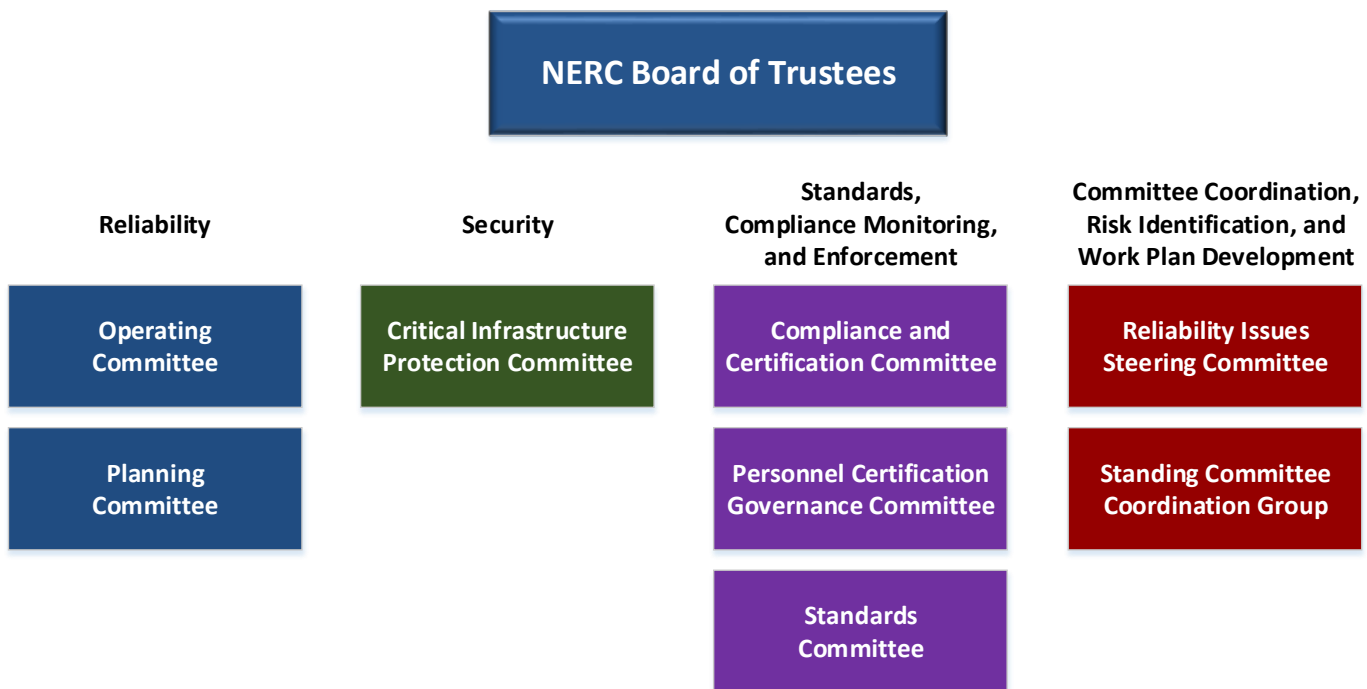 NERC Board of Trustees
Reliability
Security
Standards,
Compliance Monitoring,
and Enforcement
Committee Coordination,
Risk Identification, and
Work Plan Development
Operating
Committee
Planning
Committee
Critical Infrastructure
Protection Committee
Compliance and
Certification Committee
Personnel Certification
Governance Committee
Standards
Committee
Reliability Issues
Steering Committee
Standing Committee
Coordination Group